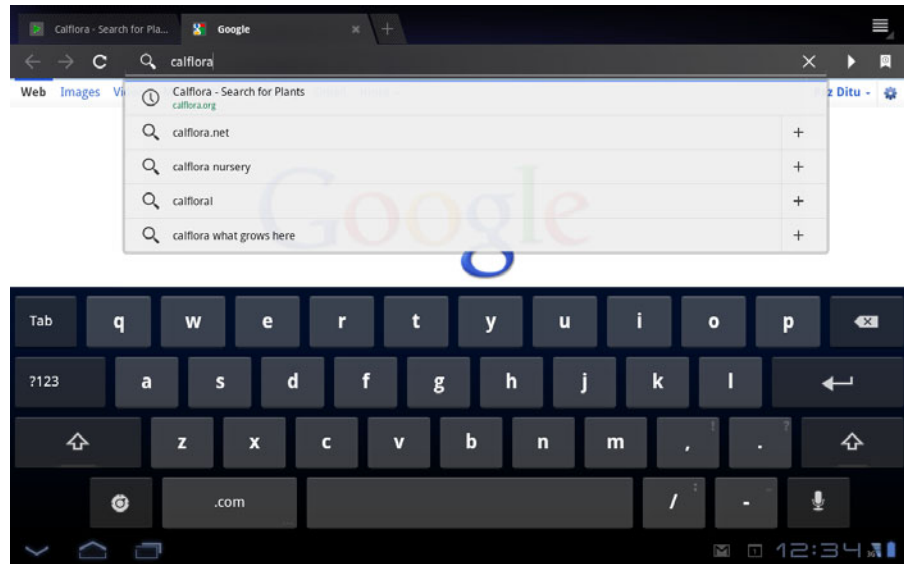 Calflora - Search for Pla...
Google
calflora
Web Images
z Ditu
Calflora - Search for Plants
calflora.org
calflora.net
calflora nursery
calfloral
calflora what grows here
Google
Tab q w e r t y u i o p
?123 a s d f g h j k l
z x c v b n m , ! . ?
.com / : - _
12:34